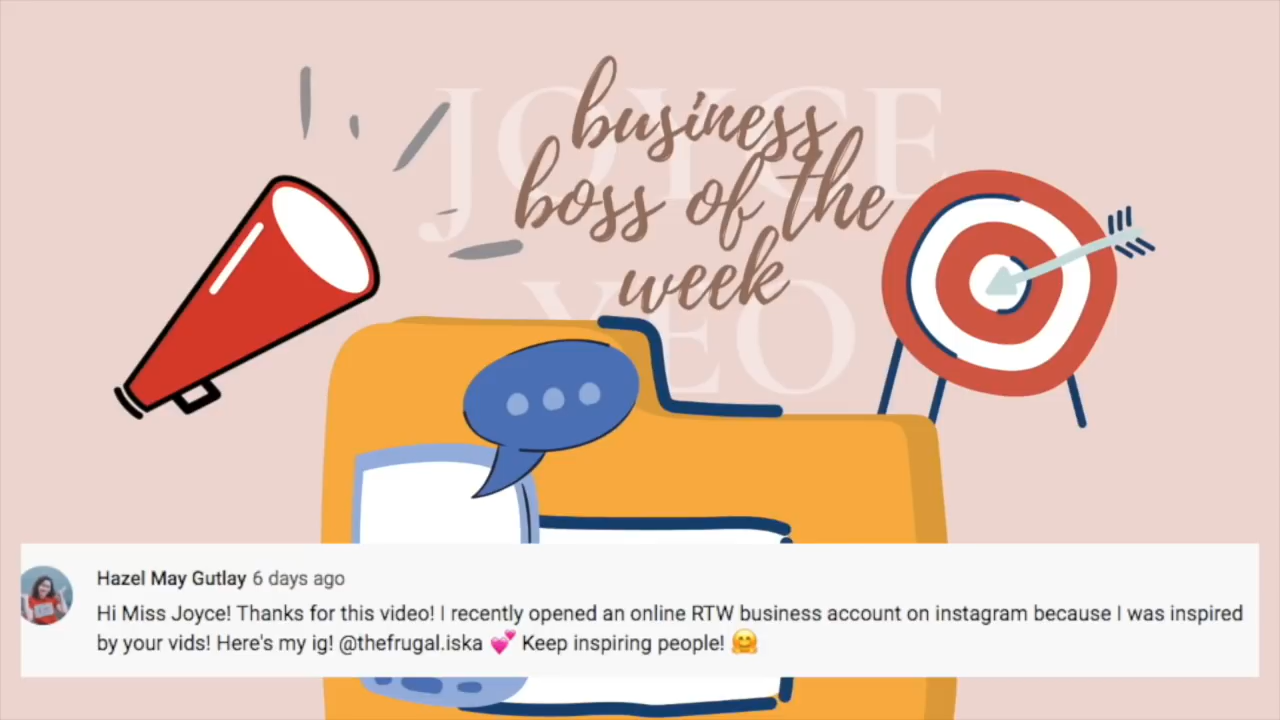 JOYCE
YEO
business
boss of the
week
Hazel May Gutlay 6 days ago
Hi Miss Joyce! Thanks for this video! I recently opened an online RTW business account on instagram because I was inspired
by your vids! Here's my ig! @thefrugal.iska 💕 Keep inspiring people! 🤗